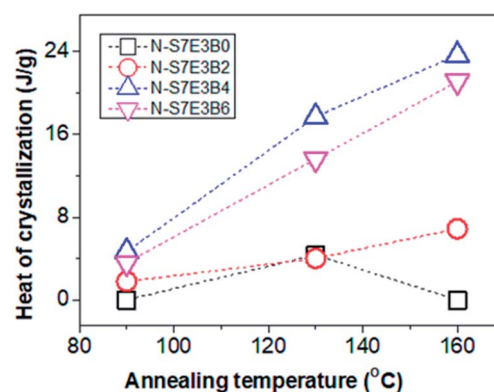 N-S7E3B0
N-S7E3B2
N-S7E3B4
N-S7E3B6
Heat of crystallization (J/g)
24
16
8
0
80 100 120 140 160
Annealing temperature (°C)